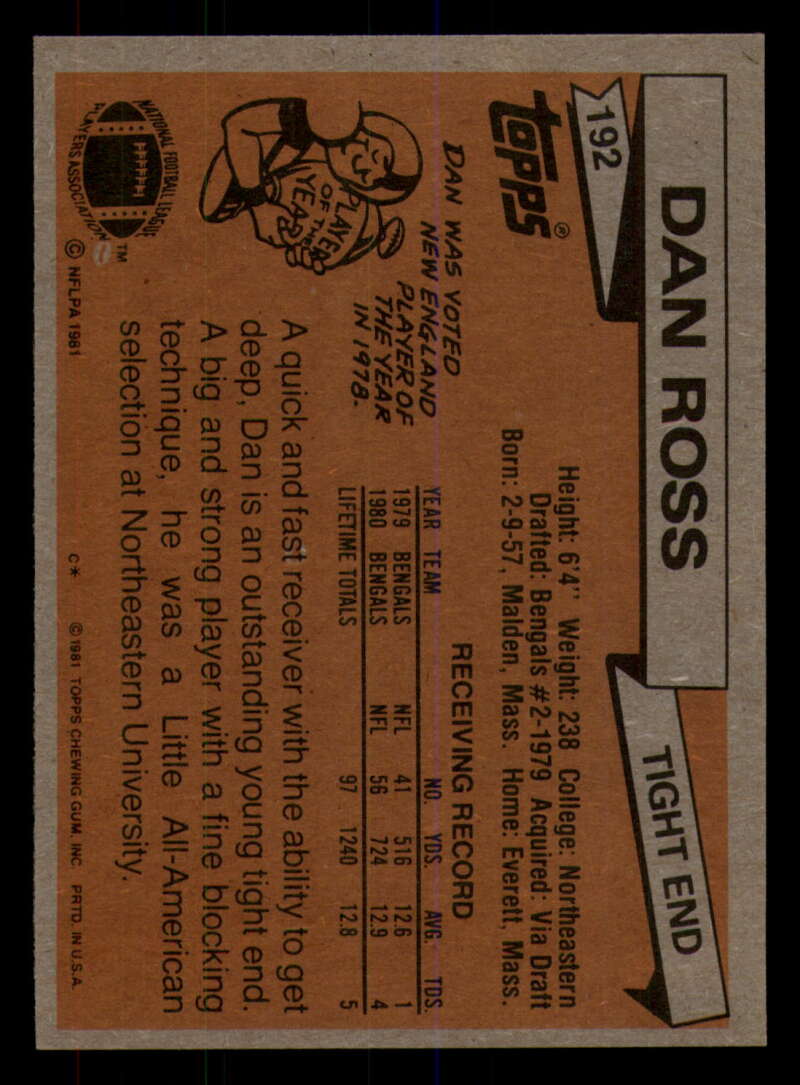 DAN ROSS
TIGHT END
192
topps®
Height: 6'4" Weight: 238 College: Northeastern
Drafted: Bengals #2-1979 Acquired: Via Draft
Born: 2-9-57, Malden, Mass. Home: Everett, Mass.
DAN WAS VOTED
NEW ENGLAND
PLAYER OF
THE YEAR
IN 1978.
PLAYER
OF THE
YEAR
RECEIVING RECORD
YEAR TEAM NO. YDS. AVG. TDS.
1979 BENGALS NFL 41 516 12.6 1
1980 BENGALS NFL 56 724 12.9 4
LIFETIME TOTALS 97 1240 12.8 5
A quick and fast receiver with the ability to get
deep, Dan is an outstanding young tight end.
A big and strong player with a fine blocking
technique, he was a Little All-American
selection at Northeastern University.
NATIONAL FOOTBALL LEAGUE
PLAYERS ASSOCIATION
™
© NFLPA 1981
C* ©1981 TOPPS CHEWING GUM, INC. PRTD. IN U.S.A.